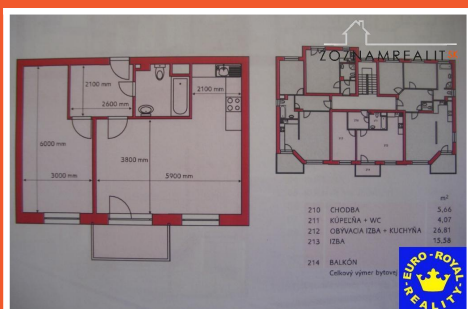 ZOZNAMREALIT
2100 mm
2600 mm
2100 mm
6000 mm
3800 mm
3000 mm
5900 mm
m²
210 CHODBA 5,66
211 KÚPEĽŇA + WC 4,07
212 OBÝVACIA IZBA + KUCHYŇA 26,81
213 IZBA 15,58
214 BALKÓN
Celkový výmer bytovej
EURO-ROYAL
REALITY